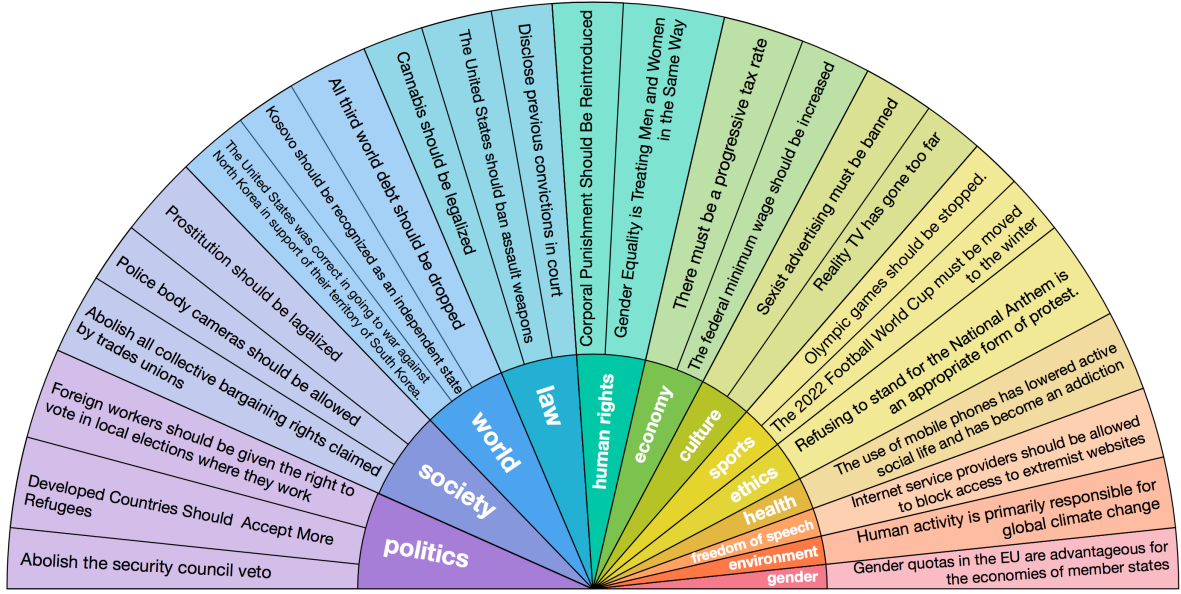 Abolish the security council veto
Developed Countries Should Accept More
Refugees
Foreign workers should be given the right to
vote in local elections where they work
Abolish all collective bargaining rights claimed
by trades unions
Police body cameras should be allowed
Prostitution should be lagalized
The United States was correct in going to war against
North Korea in support of their territory of South Korea.
Kosovo should be recognized as an independent state
All third world debt should be dropped
Cannabis should be legalized
The United States should ban assault weapons
Disclose previous convictions in court
Corporal Punishment Should Be Reintroduced
Gender Equality is Treating Men and Women
in the Same Way
There must be a progressive tax rate
The federal minimum wage should be increased
Sexist advertising must be banned
Reality TV has gone too far
Olympic games should be stopped.
The 2022 Football World Cup must be moved
to the winter
Refusing to stand for the National Anthem is
an appropriate form of protest.
The use of mobile phones has lowered active
social life and has become an addiction
Internet service providers should be allowed
to block access to extremist websites
Human activity is primarily responsible for
global climate change
Gender quotas in the EU are advantageous for
the economies of member states
politics
society
world
law
human rights
economy
culture
sports
ethics
health
freedom of speech
environment
gender